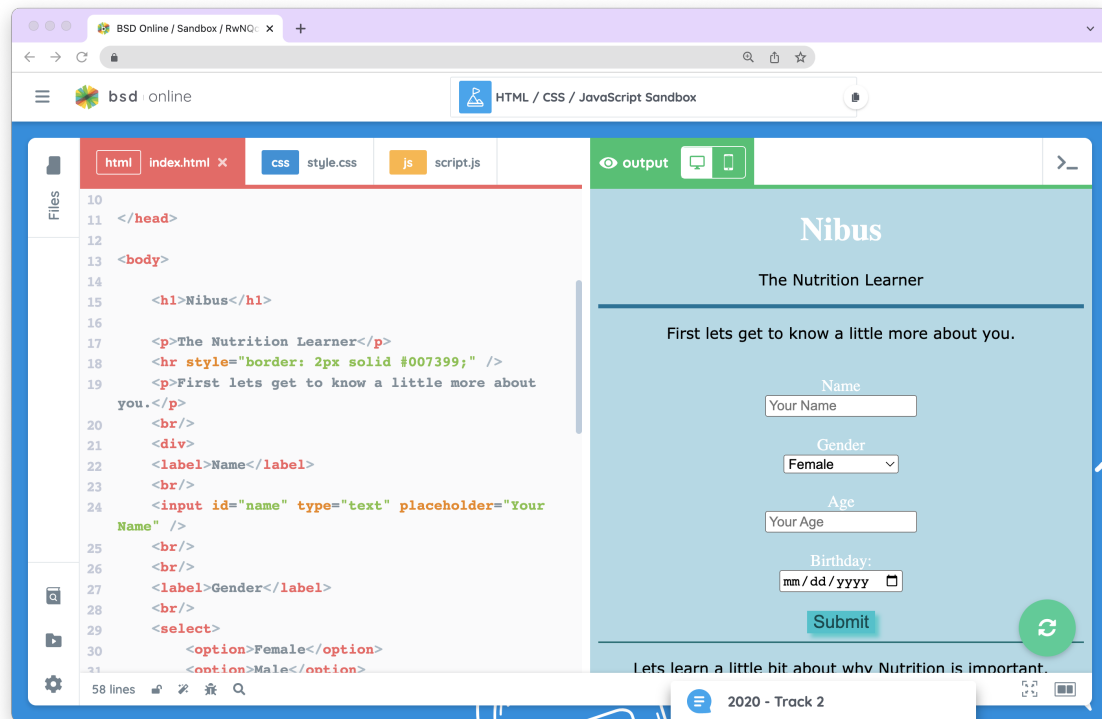 BSD Online / Sandbox / RwNQ
bsd online
HTML / CSS / JavaScript Sandbox
Files
html index.html
css style.css
js script.js
output
10
11 </head>
12
13 <body>
14
15 <h1>Nibus</h1>
16
17 <p>The Nutrition Learner</p>
18 <hr style="border: 2px solid #007399;" />
19 <p>First lets get to know a little more about
you.</p>
20 <br/>
21 <div>
22 <label>Name</label>
23 <br/>
24 <input id="name" type="text" placeholder="Your
Name" />
25 <br/>
26 <br/>
27 <label>Gender</label>
28 <br/>
29 <select>
30 <option>Female</option>
31 <option>Male</option>
58 lines
Nibus
The Nutrition Learner
First lets get to know a little more about you.
Name
Your Name
Gender
Female
Age
Your Age
Birthday:
mm/dd/yyyy
Submit
Lets learn a little bit about why Nutrition is important.
2020 - Track 2